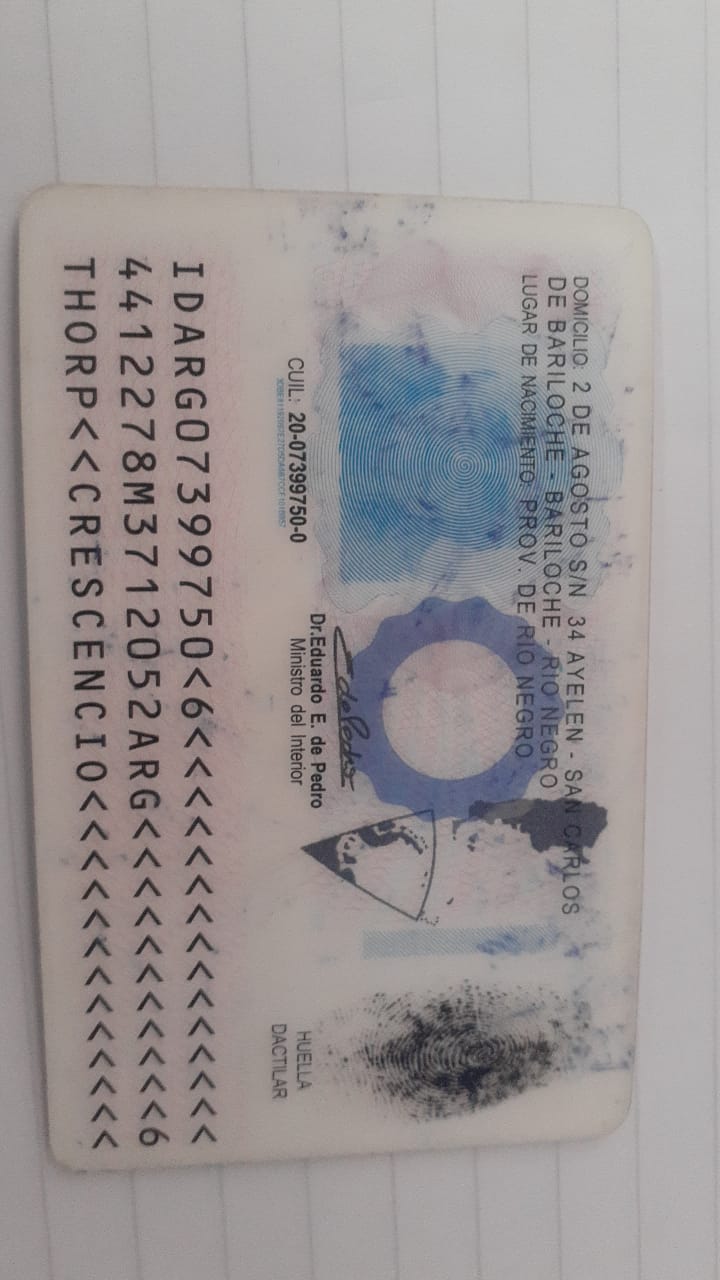 DOMICILIO: 2 DE AGOSTO S/N 34 AYELEN - SAN CARLOS
DE BARILOCHE - BARILOCHE - RIO NEGRO
LUGAR DE NACIMIENTO: PROV. DE RIO NEGRO
CUIL: 20-07399750-0
Dr.Eduardo E. de Pedro
Ministro del Interior
HUELLA
DACTILAR
IDARG07399750<6<<<<<<<<<<<<<<<
4412278M3712052ARG<<<<<<<<<<<6
THORP<<CRESCENCIO<<<<<<<<<<<<<